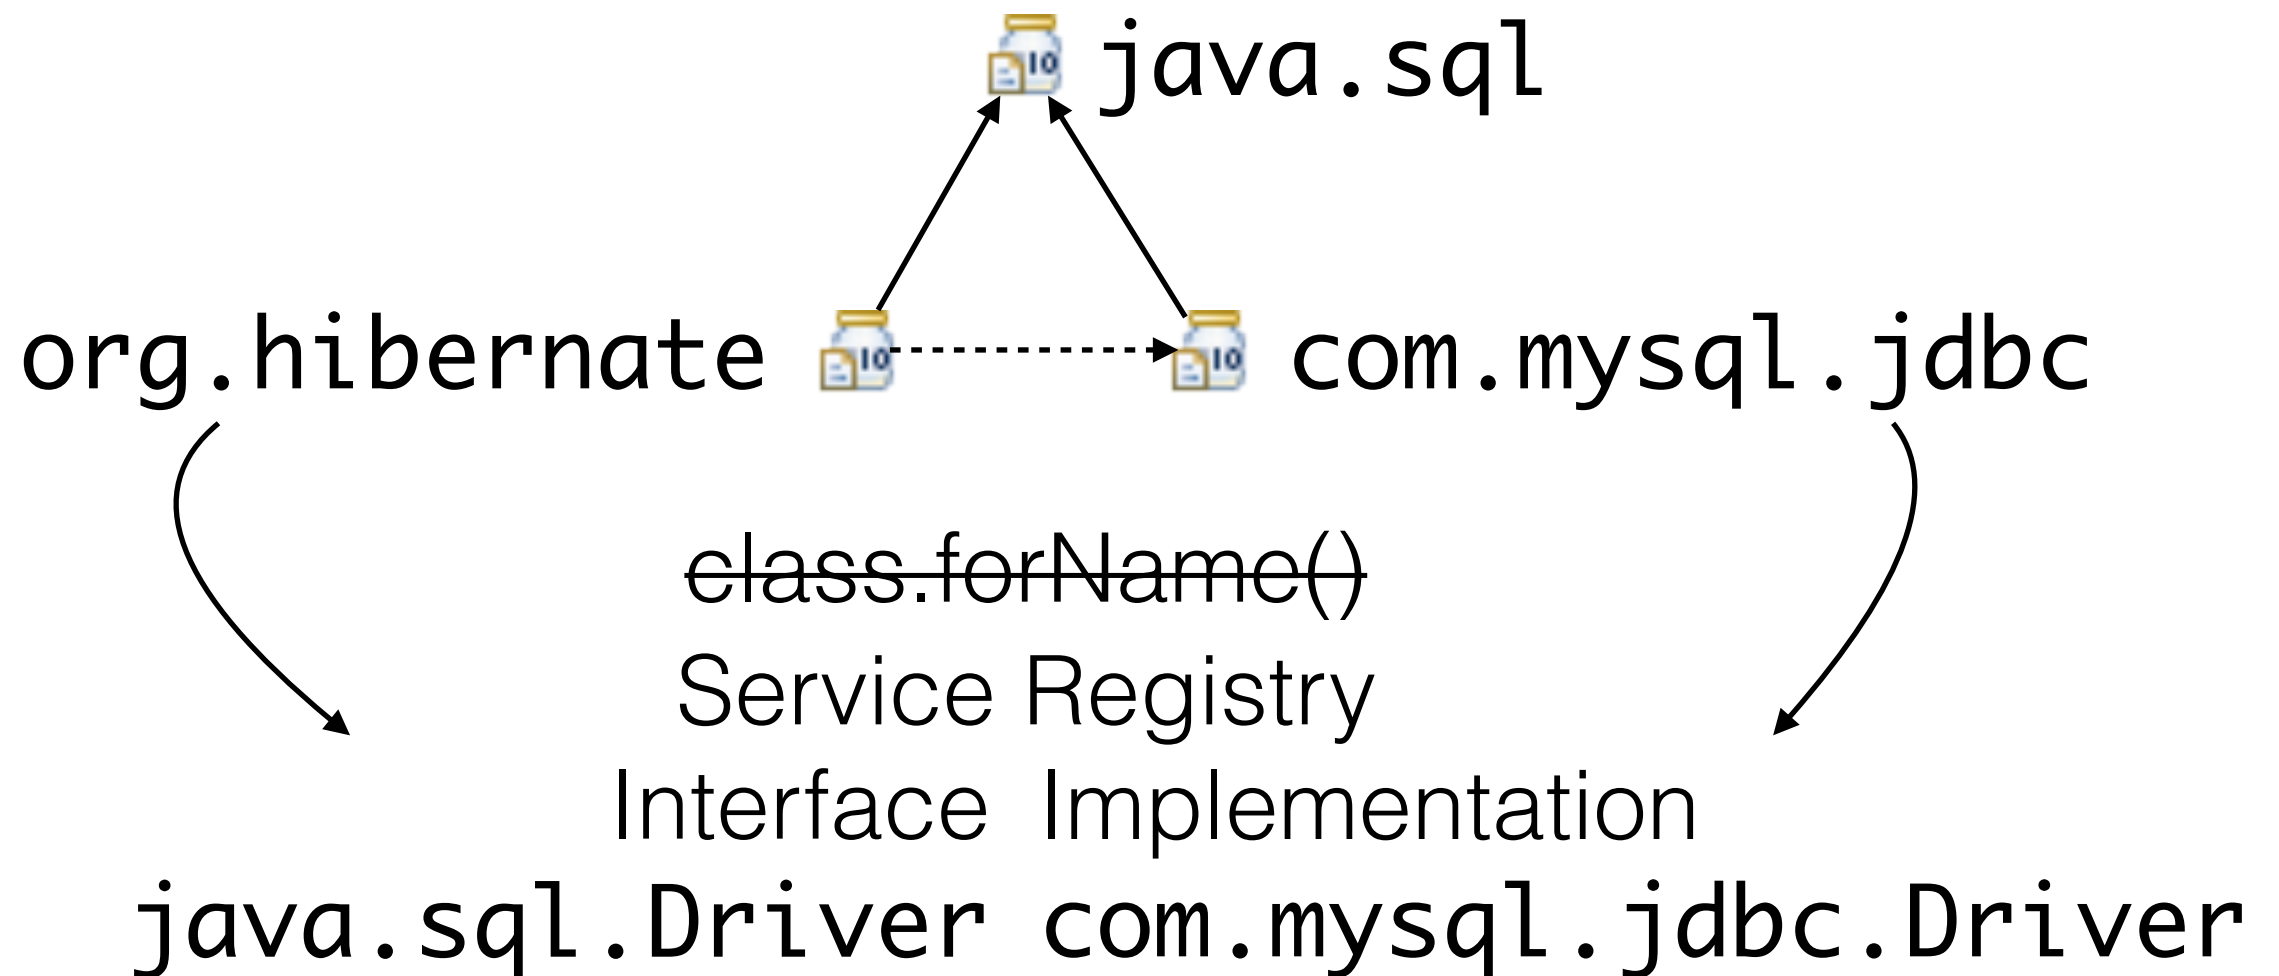 java.sql
org.hibernate com.mysql.jdbc
class.forName()
Service Registry
Interface Implementation
java.sql.Driver com.mysql.jdbc.Driver